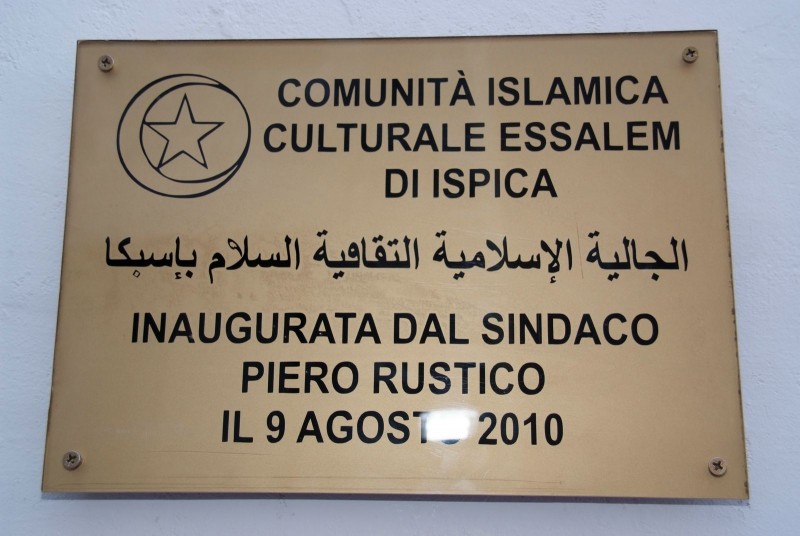 COMUNITÀ ISLAMICA
CULTURALE ESSALEM
DI ISPICA
الجالية الإسلامية التقافية السلام بإسبكا
INAUGURATA DAL SINDACO
PIERO RUSTICO
IL 9 AGOSTO 2010